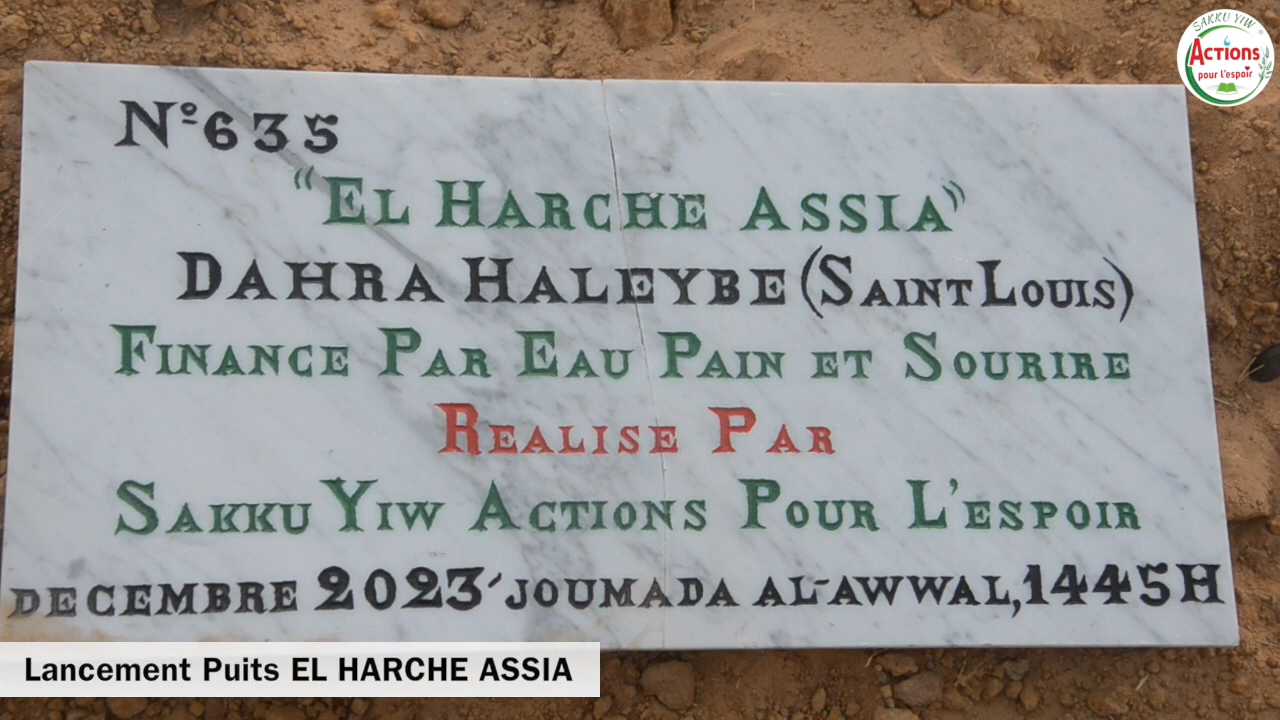 SAKKU YIW
ACTIONS
pour l'espoir
Nº635
“EL HARCHE ASSIA”
DAHRA HALEYBE (SAINT LOUIS)
FINANCE PAR EAU PAIN ET SOURIRE
REALISE PAR
SAKKU YIW ACTIONS POUR L'ESPOIR
DECEMBRE 2023´JOUMADA AL-AWWAL,1445H
Lancement Puits EL HARCHE ASSIA